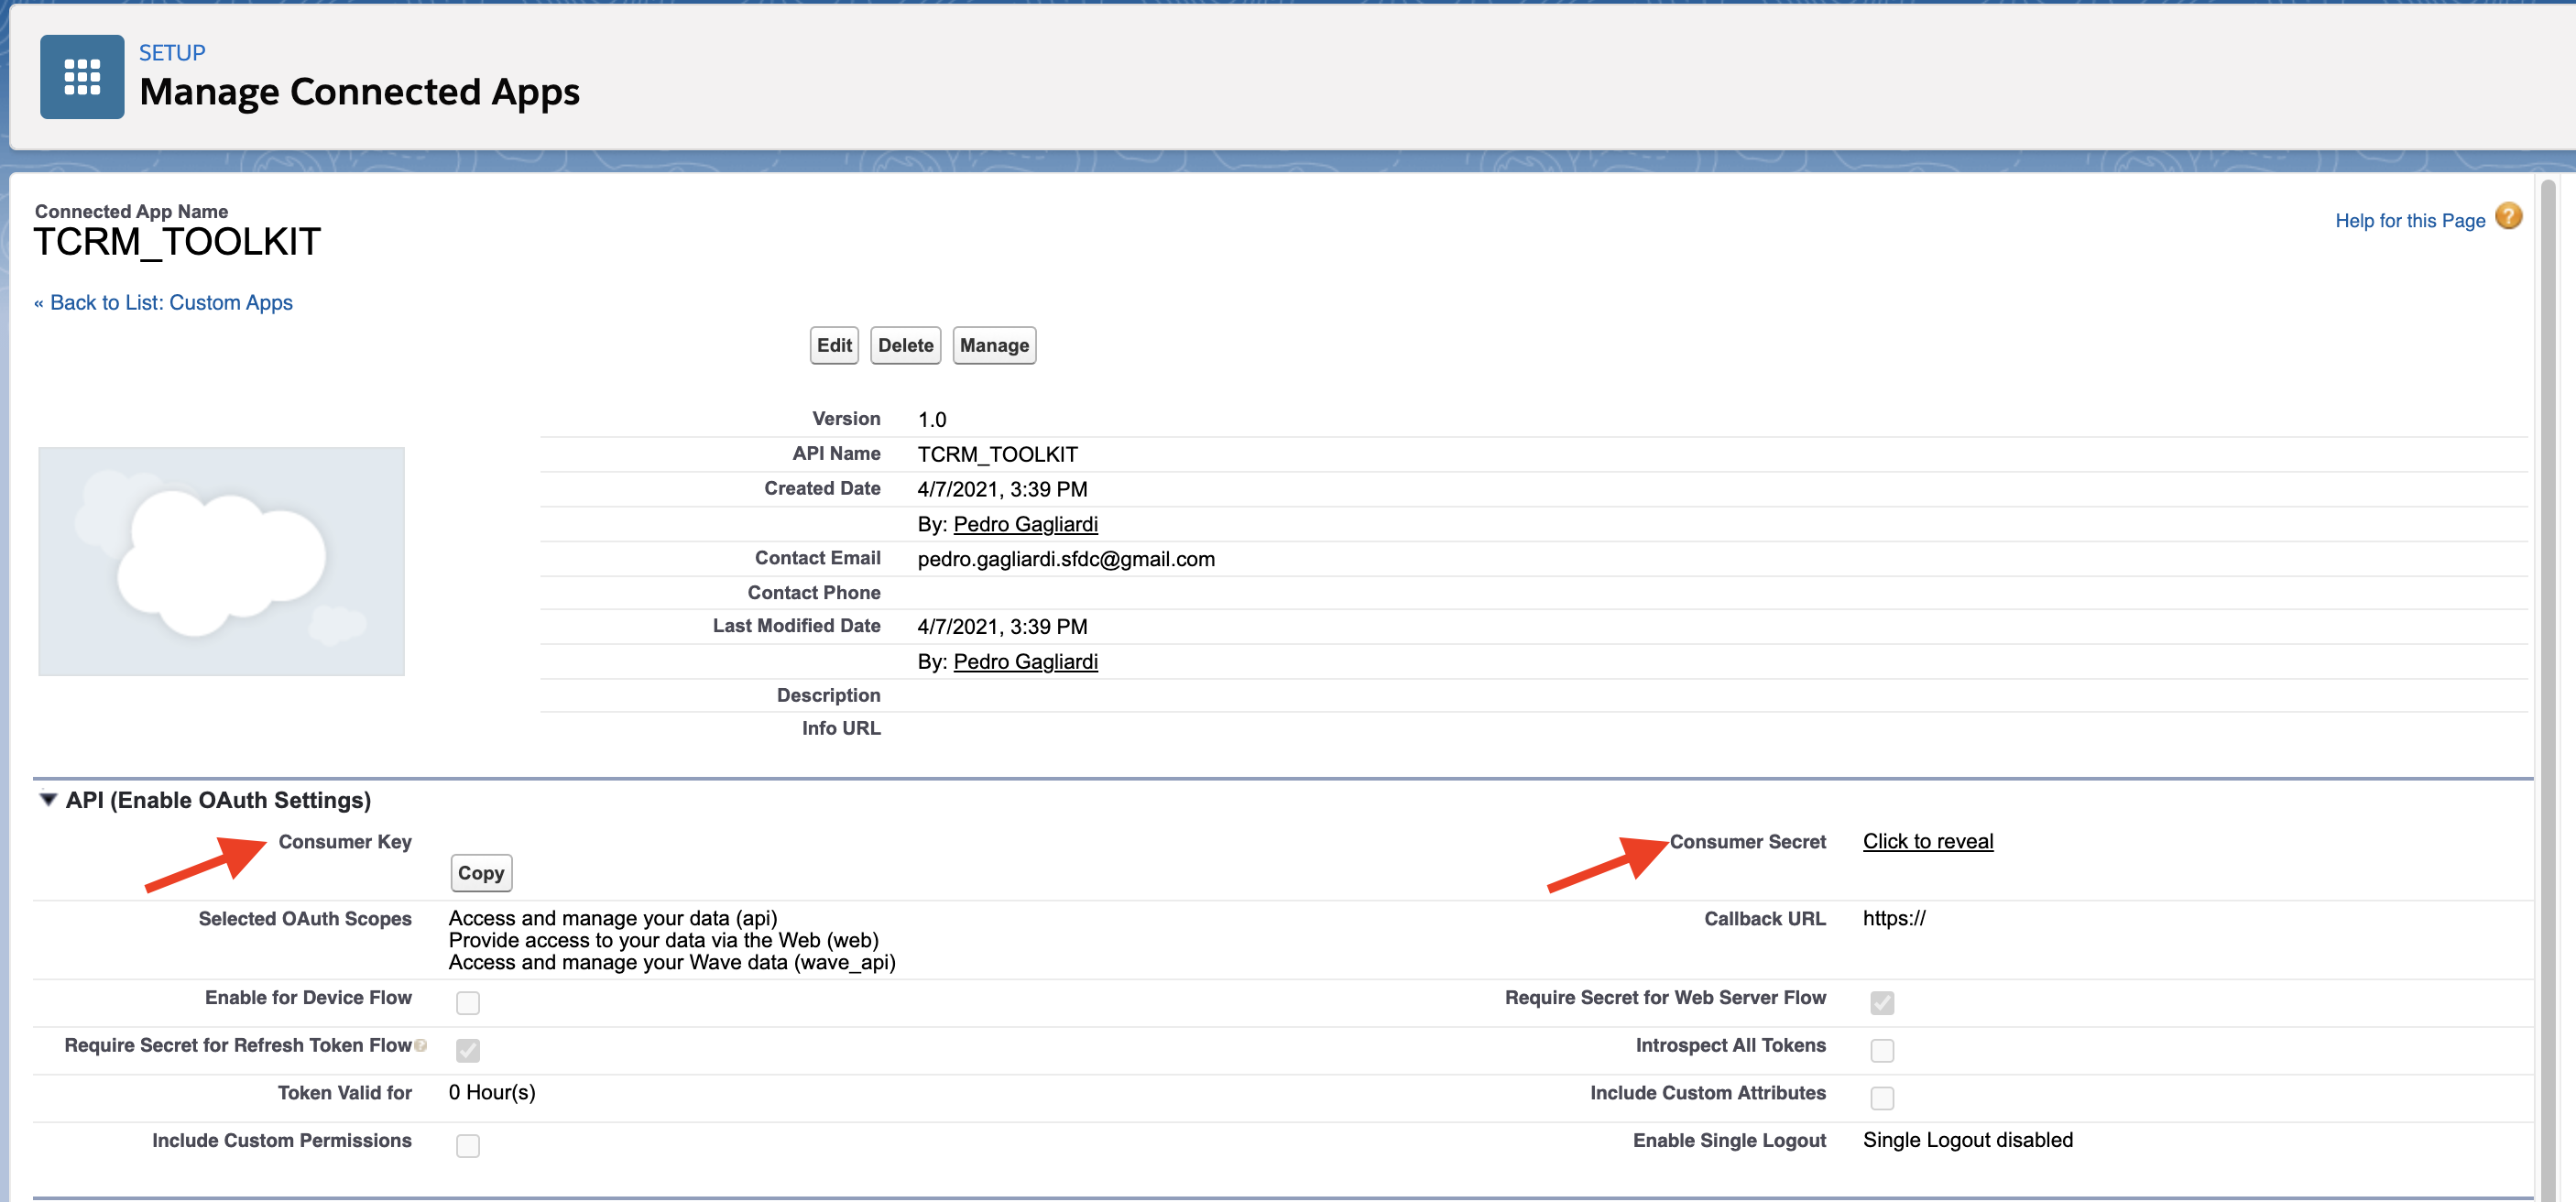 SETUP
Manage Connected Apps
Connected App Name
TCRM_TOOLKIT
Help for this Page ?
« Back to List: Custom Apps
Edit Delete Manage
Version 1.0
API Name TCRM_TOOLKIT
Created Date 4/7/2021, 3:39 PM
By: Pedro Gagliardi
Contact Email pedro.gagliardi.sfdc@gmail.com
Contact Phone
Last Modified Date 4/7/2021, 3:39 PM
By: Pedro Gagliardi
Description
Info URL
API (Enable OAuth Settings)
Consumer Key Consumer Secret Click to reveal
Copy
Selected OAuth Scopes Access and manage your data (api) Callback URL https://
Provide access to your data via the Web (web)
Access and manage your Wave data (wave_api)
Enable for Device Flow Require Secret for Web Server Flow
Require Secret for Refresh Token Flow ? Introspect All Tokens
Token Valid for 0 Hour(s) Include Custom Attributes
Include Custom Permissions Enable Single Logout Single Logout disabled